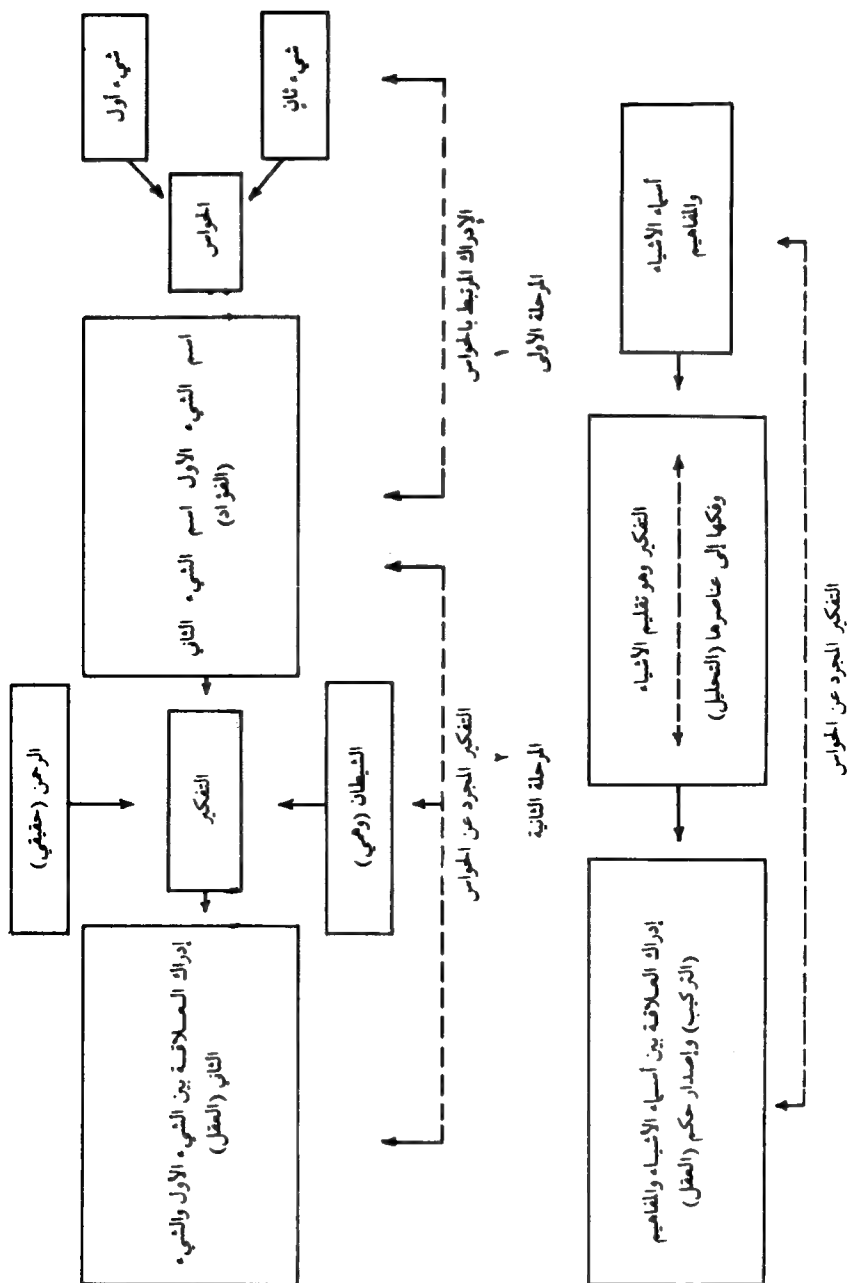 شيء أول
شيء ثانٍ
الحواس
اسم الشيء الأول اسم الشيء الثاني
(الفؤاد)
الإدراك المرتبط بالحواس
١
المرحلة الأولى
الرحمن (حقيقي)
التفكير
الشيطان (وهمي)
التفكير المجرد عن الحواس
٢
المرحلة الثانية
إدراك العلاقة بين الشيء الأول والشيء
الثاني (العقل)
أسماء الأشياء
والمفاهيم
التفكير وهو تقليم الأشياء
وفكها إلى عناصرها (التحليل)
إدراك العلاقة بين أسماء الأشياء والمفاهيم
(التركيب) وإصدار حكم (العقل)
التفكير المجرد عن الحواس